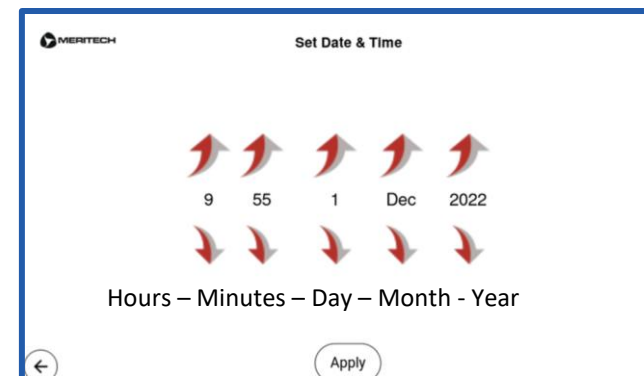 MERITECH
Set Date & Time
9 55 1 Dec 2022
Hours – Minutes – Day – Month - Year
Apply